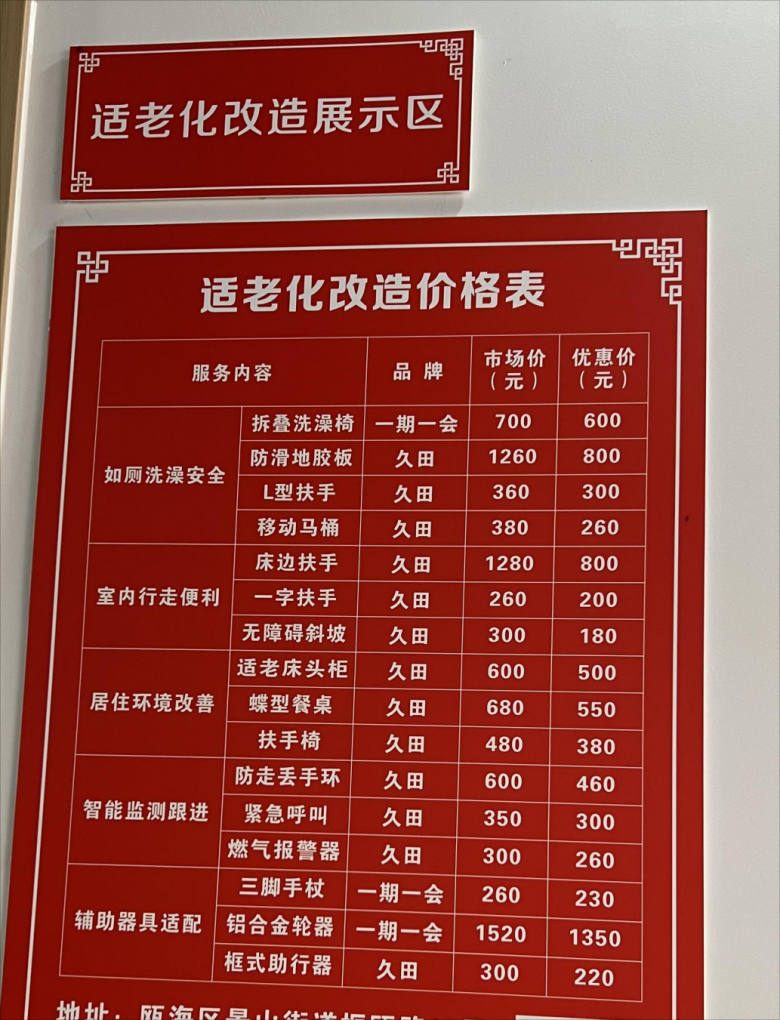 适老化改造展示区
适老化改造价格表
服务内容 品牌 市场价（元） 优惠价（元）
如厕洗澡安全 拆叠洗澡椅 一期一会 700 600
防滑地胶板 久田 1260 800
L型扶手 久田 360 300
移动马桶 久田 380 260
室内行走便利 床边扶手 久田 1280 800
一字扶手 久田 260 200
无障碍斜坡 久田 300 180
居住环境改善 适老床头柜 久田 600 500
蝶型餐桌 久田 680 550
扶手椅 久田 480 380
智能监测跟进 防走丢手环 久田 600 460
紧急呼叫 久田 350 300
燃气报警器 久田 300 260
辅助器具适配 三脚手杖 一期一会 260 230
铝合金轮器 一期一会 1520 1350
框式助行器 久田 300 220
地址：瓯海区景山街道